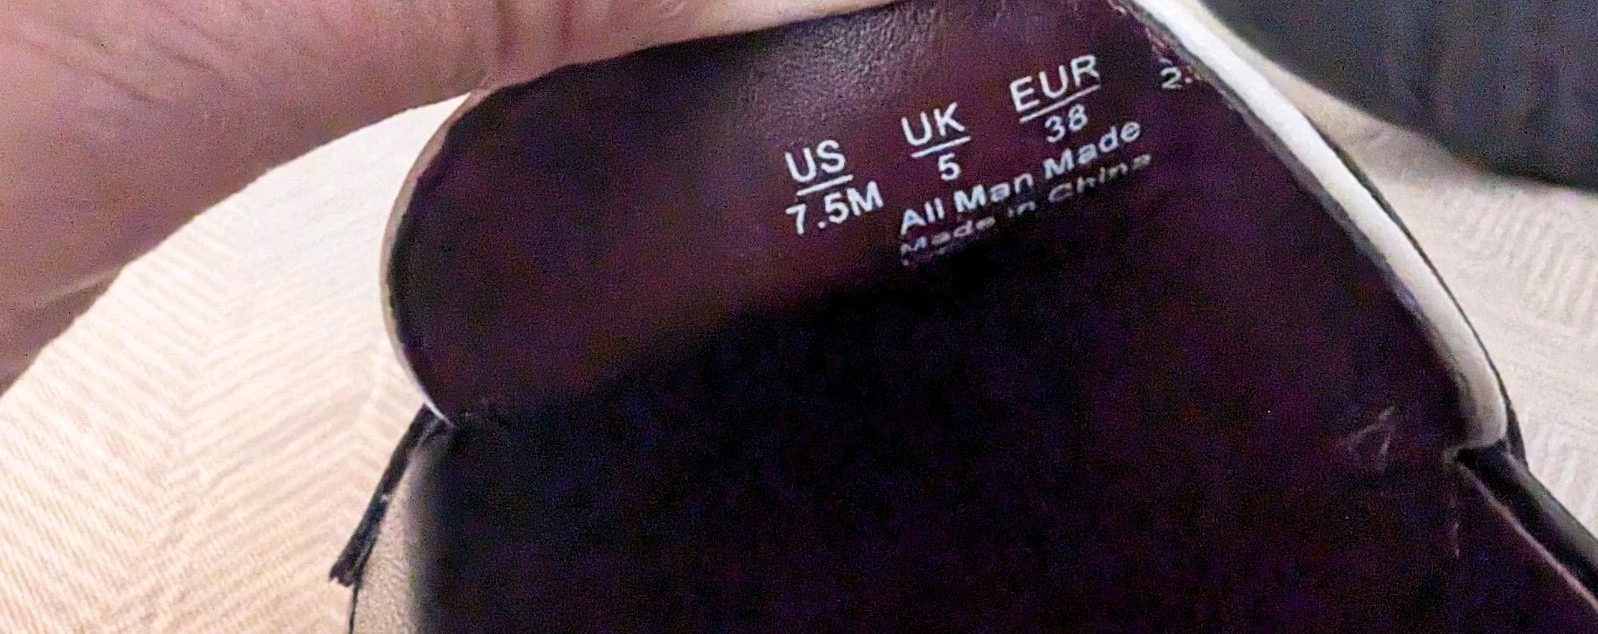 US UK EUR
7.5M 5 38
All Man Made
Made in China